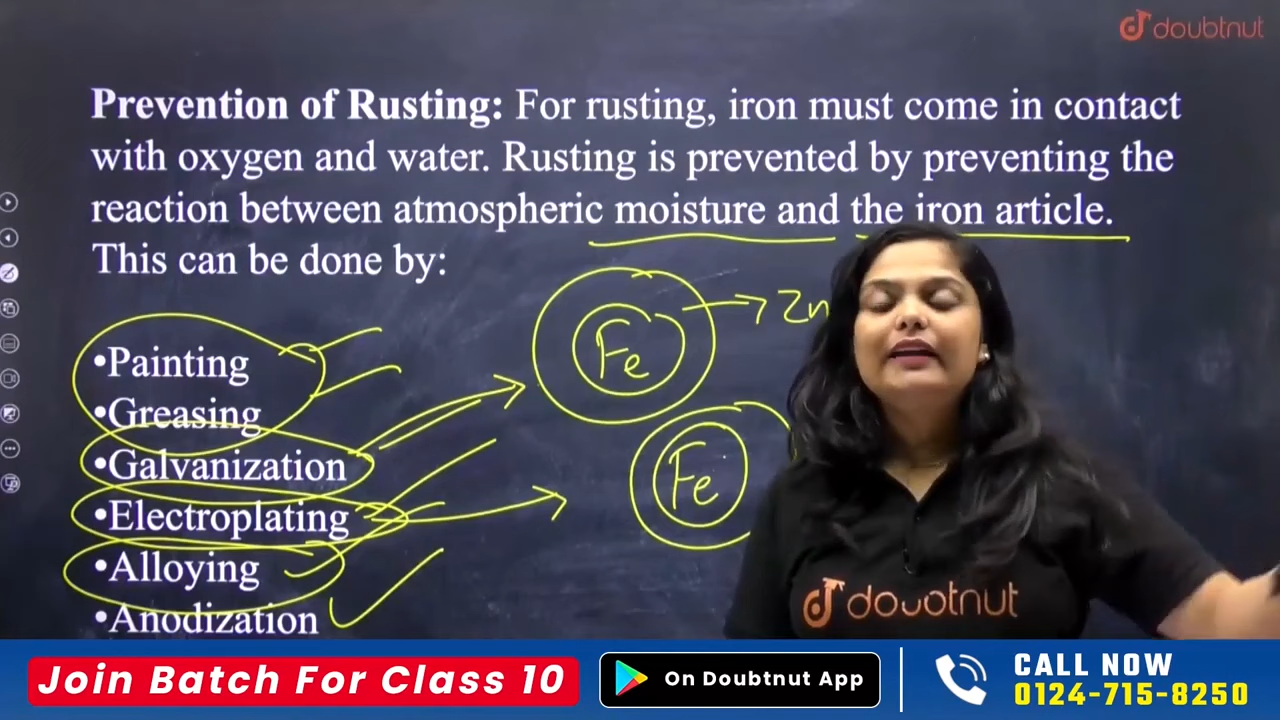 doubtnut
Prevention of Rusting: For rusting, iron must come in contact
with oxygen and water. Rusting is prevented by preventing the
reaction between atmospheric moisture and the iron article.
This can be done by:
•Painting
•Greasing
•Galvanization
•Electroplating
•Alloying
•Anodization
Fe
Zn
Fe
doubtnut
Join Batch For Class 10
On Doubtnut App
CALL NOW
0124-715-8250